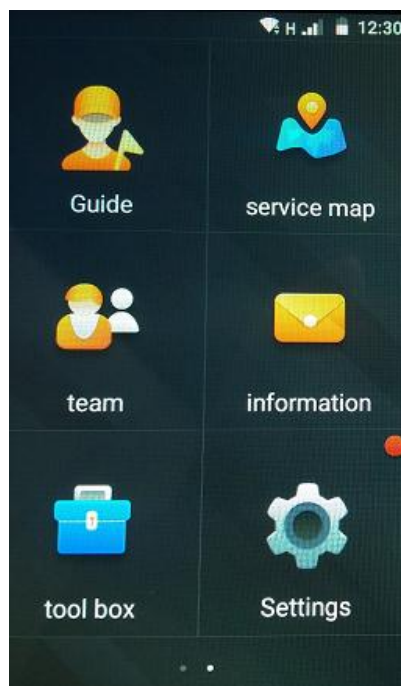 H 12:30
Guide
service map
team
information
tool box
Settings